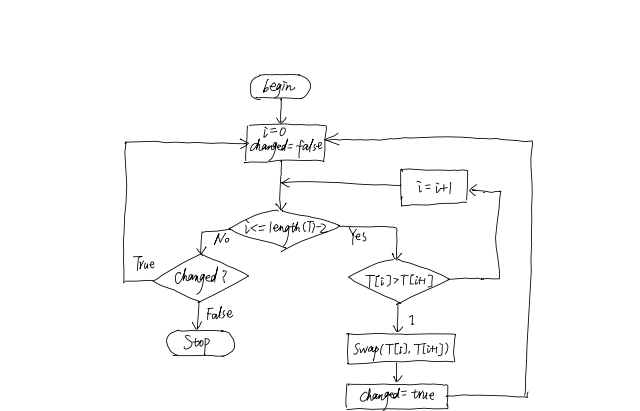 begin
i=0
changed=false
i=i+1
i<=length(T)-2
No
Yes
True
changed?
T[i]>T[i+1]
False
1
Stop
Swap(T[i],T[i+1])
changed=true